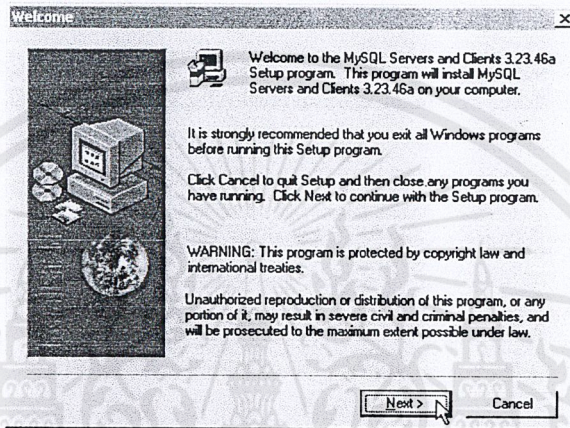 Welcome
Welcome to the MySQL Servers and Clients 3.23.46a
Setup program. This program will install MySQL
Servers and Clients 3.23.46a on your computer.
It is strongly recommended that you exit all Windows programs
before running this Setup program.
Click Cancel to quit Setup and then close any programs you
have running. Click Next to continue with the Setup program.
WARNING: This program is protected by copyright law and
international treaties.
Unauthorized reproduction or distribution of this program, or any
portion of it, may result in severe civil and criminal penalties, and
will be prosecuted to the maximum extent possible under law.
Next >
Cancel